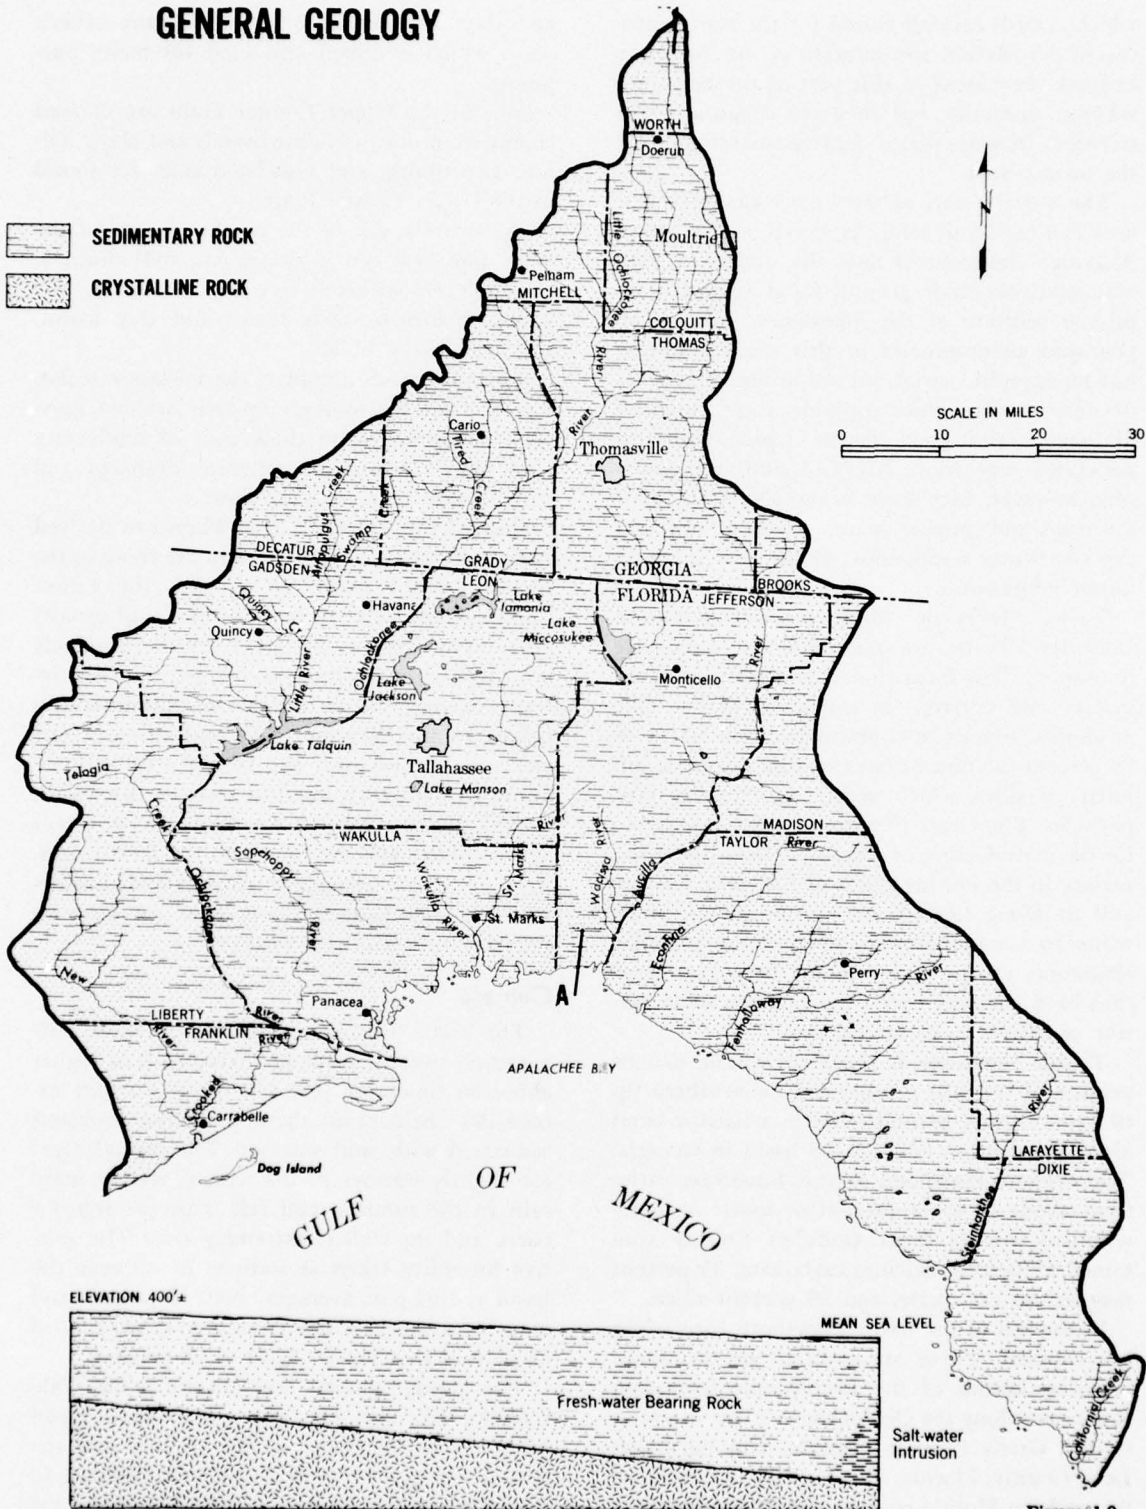 GENERAL GEOLOGY
SEDIMENTARY ROCK
CRYSTALLINE ROCK
WORTH
Doerun
Little Ochlockonee River
Moultrie
Pelham
MITCHELL
COLQUITT
THOMAS
SCALE IN MILES
0 10 20 30
Cario
Tired Creek
River
Thomasville
Attapulgus Creek
Swamp Creek
DECATUR
GADSDEN
GRADY
LEON
GEORGIA
FLORIDA
BROOKS
JEFFERSON
Havana
Lake Iamonia
Quincy Cr.
Quincy
Lake Miccosukee
Ochlockonee
Little River
Lake Jackson
Monticello
River
Lake Talquin
Tallahassee
Lake Munson
Telogia Creek
WAKULLA
MADISON
TAYLOR
River
Sopchoppy River
Ochlockonee River
Wakulla River
St. Marks River
Wacissa River
Aucilla
St. Marks
Econfina
Perry
Fenholloway River
New River
Panacea
A
LIBERTY
FRANKLIN
Crooked River
Carrabelle
APALACHEE BAY
Dog Island
GULF OF MEXICO
River
LAFAYETTE
DIXIE
Steinhatchee
California Creek
ELEVATION 400'±
MEAN SEA LEVEL
Fresh-water Bearing Rock
Salt-water
Intrusion